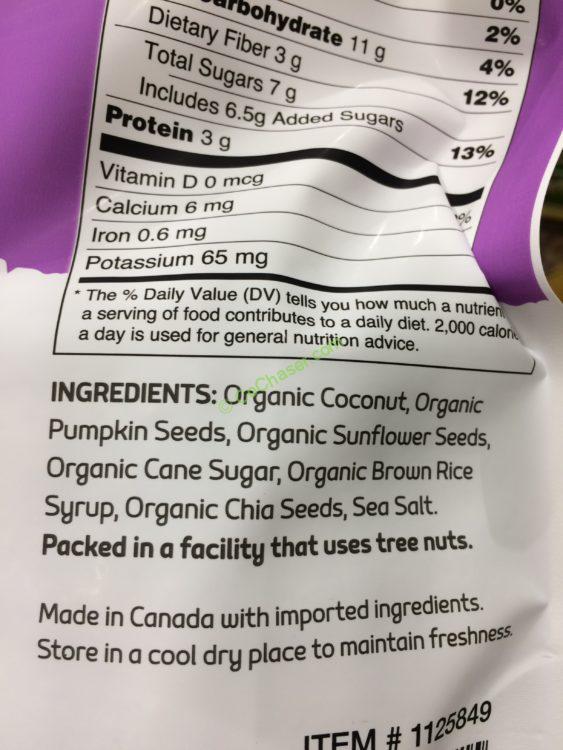 0%
arbohydrate 11 g 2%
Dietary Fiber 3 g 4%
Total Sugars 7 g 12%
Includes 6.5g Added Sugars
Protein 3 g 13%
Vitamin D 0 mcg
Calcium 6 mg %
Iron 0.6 mg
Potassium 65 mg
* The % Daily Value (DV) tells you how much a nutrien
a serving of food contributes to a daily diet. 2,000 calorie
a day is used for general nutrition advice.
© CoChaser.com
INGREDIENTS: Organic Coconut, Organic
Pumpkin Seeds, Organic Sunflower Seeds,
Organic Cane Sugar, Organic Brown Rice
Syrup, Organic Chia Seeds, Sea Salt.
Packed in a facility that uses tree nuts.
Made in Canada with imported ingredients.
Store in a cool dry place to maintain freshness.
ITEM # 1125849